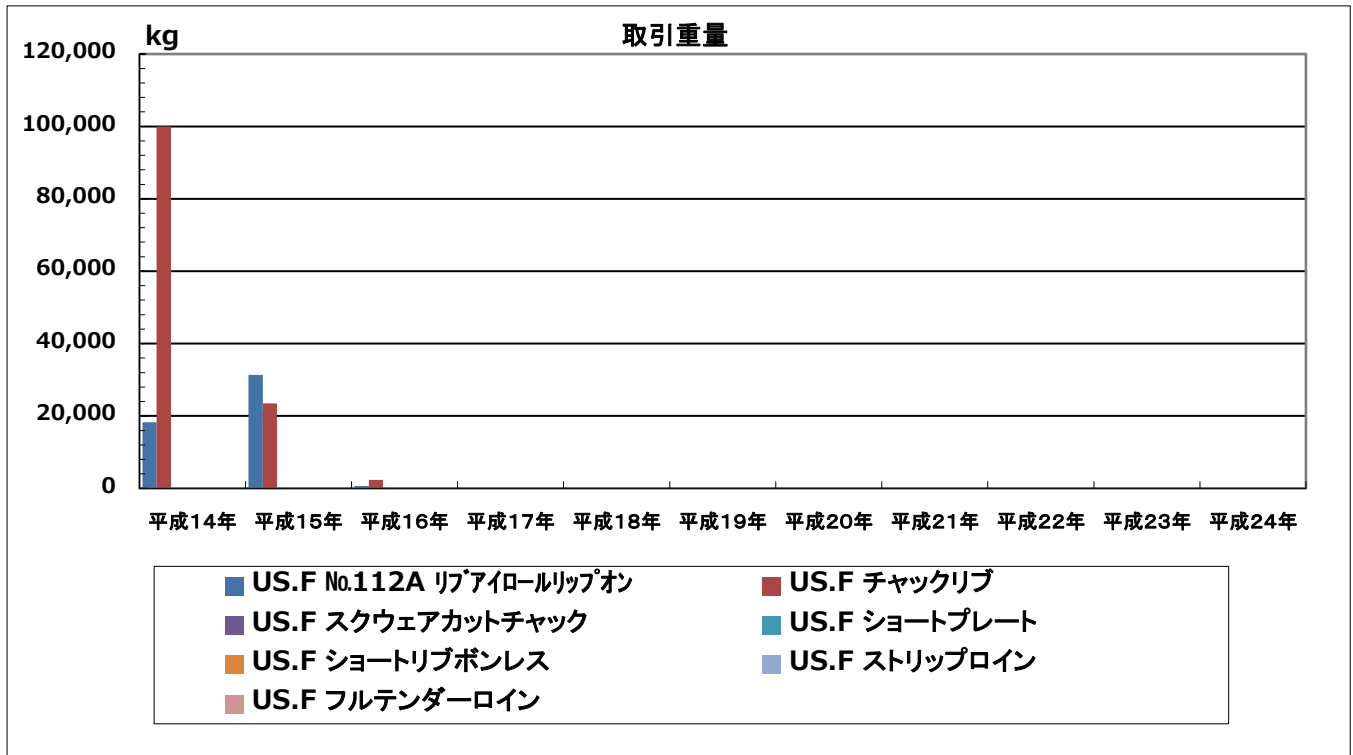 kg
取引重量
120,000
100,000
80,000
60,000
40,000
20,000
0
平成14年 平成15年 平成16年 平成17年 平成18年 平成19年 平成20年 平成21年 平成22年 平成23年 平成24年
US.F №112A ﾘﾌﾞｱｲﾛｰﾙﾘｯﾌﾟｵﾝ US.F チャックリブ
US.F スクウェアカットチャック US.F ショートプレート
US.F ショートリブボンレス US.F ストリップロイン
US.F フルテンダーロイン